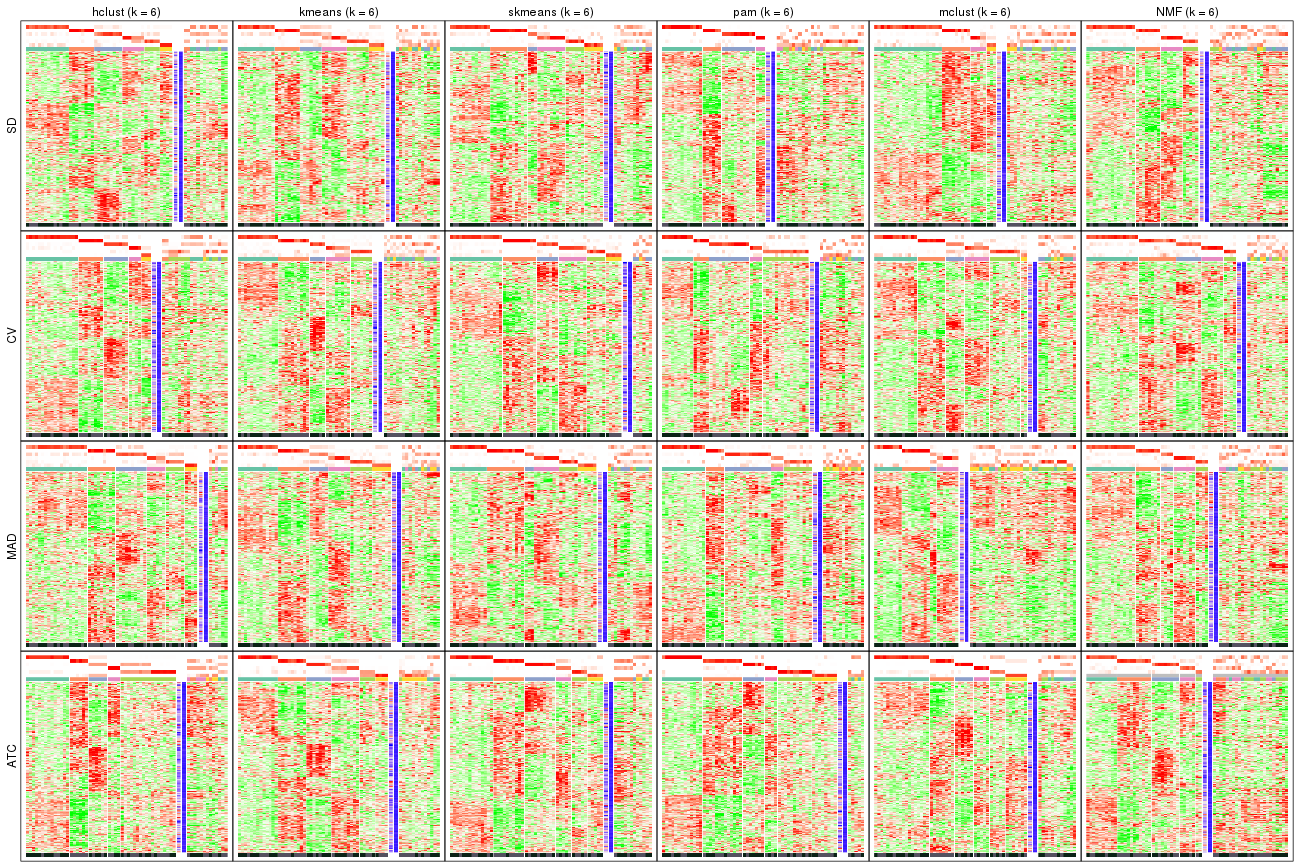 hclust (k = 6) kmeans (k = 6) skmeans (k = 6) pam (k = 6) mclust (k = 6) NMF (k = 6)
SD
CV
MAD
ATC